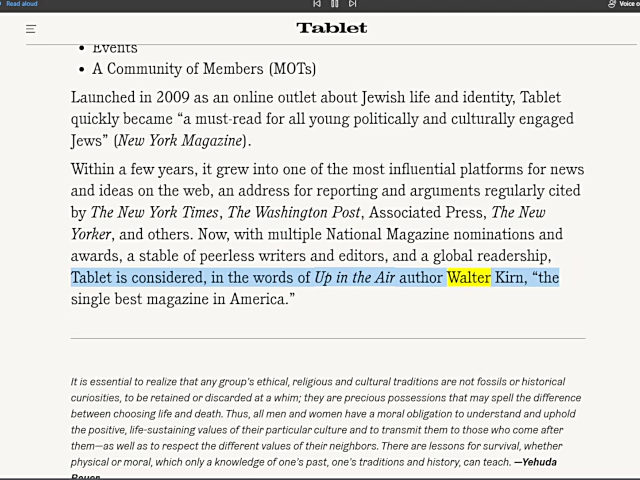 Read aloud
Voice o
Tablet
• Events
• A Community of Members (MOTs)
Launched in 2009 as an online outlet about Jewish life and identity, Tablet
quickly became “a must-read for all young politically and culturally engaged
Jews” (New York Magazine).
Within a few years, it grew into one of the most influential platforms for news
and ideas on the web, an address for reporting and arguments regularly cited
by The New York Times, The Washington Post, Associated Press, The New
Yorker, and others. Now, with multiple National Magazine nominations and
awards, a stable of peerless writers and editors, and a global readership,
Tablet is considered, in the words of Up in the Air author Walter Kirn, “the
single best magazine in America.”
It is essential to realize that any group’s ethical, religious and cultural traditions are not fossils or historical
curiosities, to be retained or discarded at a whim; they are precious possessions that may spell the difference
between choosing life and death. Thus, all men and women have a moral obligation to understand and uphold
the positive, life-sustaining values of their particular culture and to transmit them to those who come after
them—as well as to respect the different values of their neighbors. There are lessons for survival, whether
physical or moral, which only a knowledge of one’s past, one’s traditions and history, can teach. —Yehuda